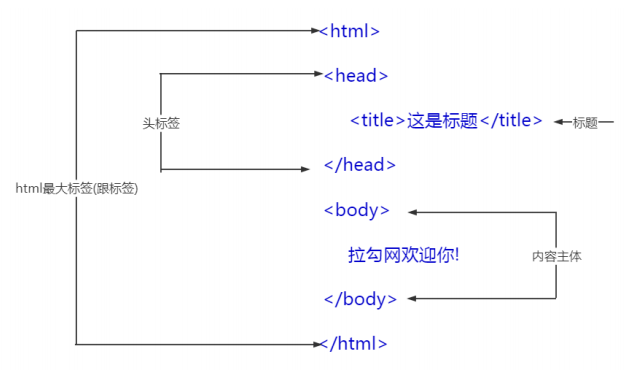 <html>
<head>
头标签
<title>这是标题</title>
标题
</head>
html最大标签(跟标签)
<body>
拉勾网欢迎你!
内容主体
</body>
</html>